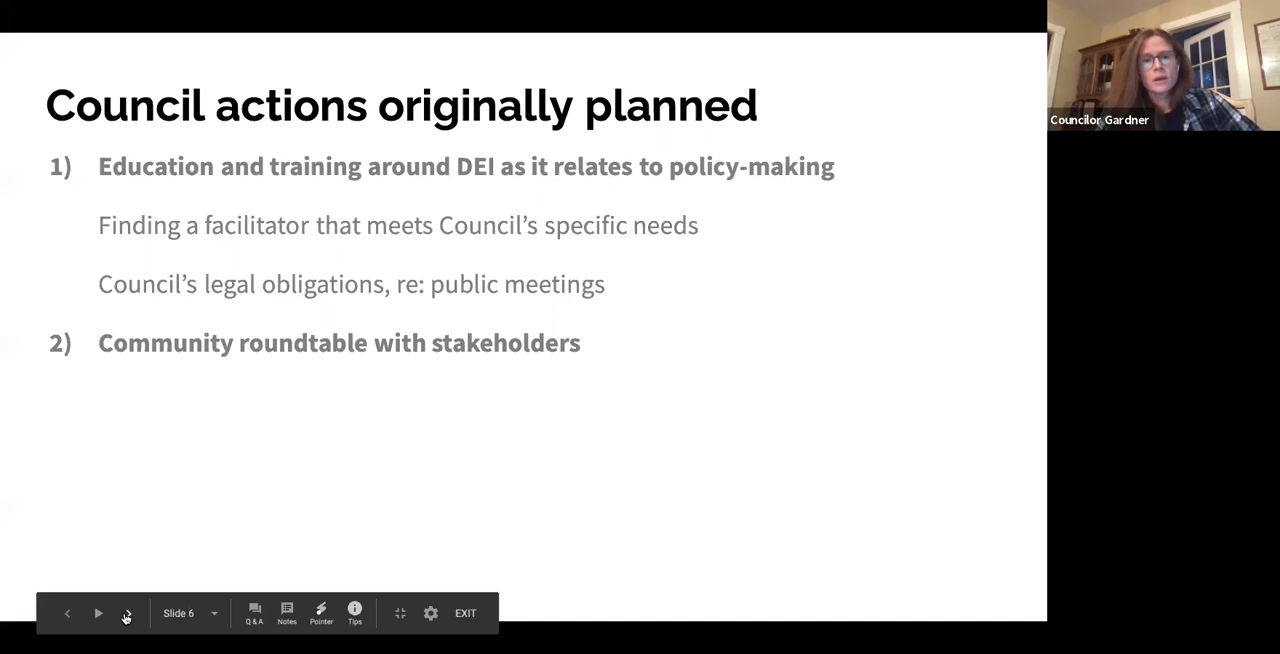 Council actions originally planned
1) Education and training around DEI as it relates to policy-making
Finding a facilitator that meets Council's specific needs
Council's legal obligations, re: public meetings
2) Community roundtable with stakeholders
Councilor Gardner
Slide 6
Q & A
Notes
Pointer
Tips
EXIT